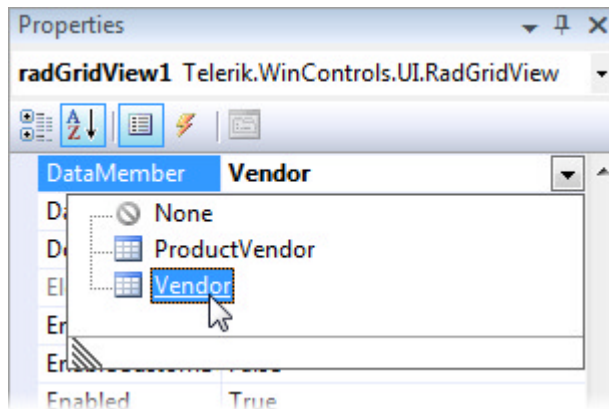 Properties
radGridView1 Telerik.WinControls.UI.RadGridView
DataMember Vendor
None
ProductVendor
Vendor
Enabled True